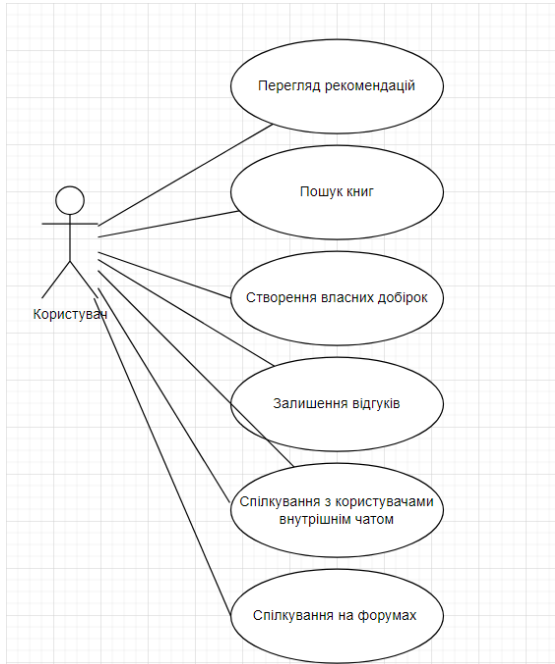 Перегляд рекомендацій
Пошук книг
Користувач
Створення власних добірок
Залишення відгуків
Спілкування з користувачами
внутрішнім чатом
Спілкування на форумах